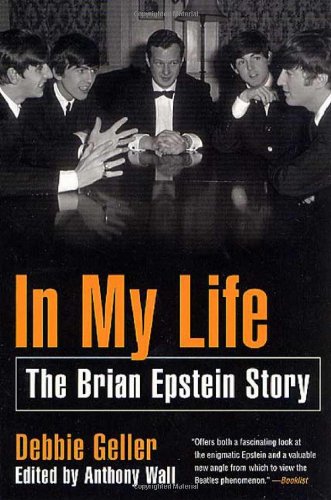 In My Life
The Brian Epstein Story
Debbie Geller
Edited by Anthony Wall
"Offers both a fascinating look at
the enigmatic Epstein and a valuable
new angle from which to view the
Beatles phenomenon." —Booklist